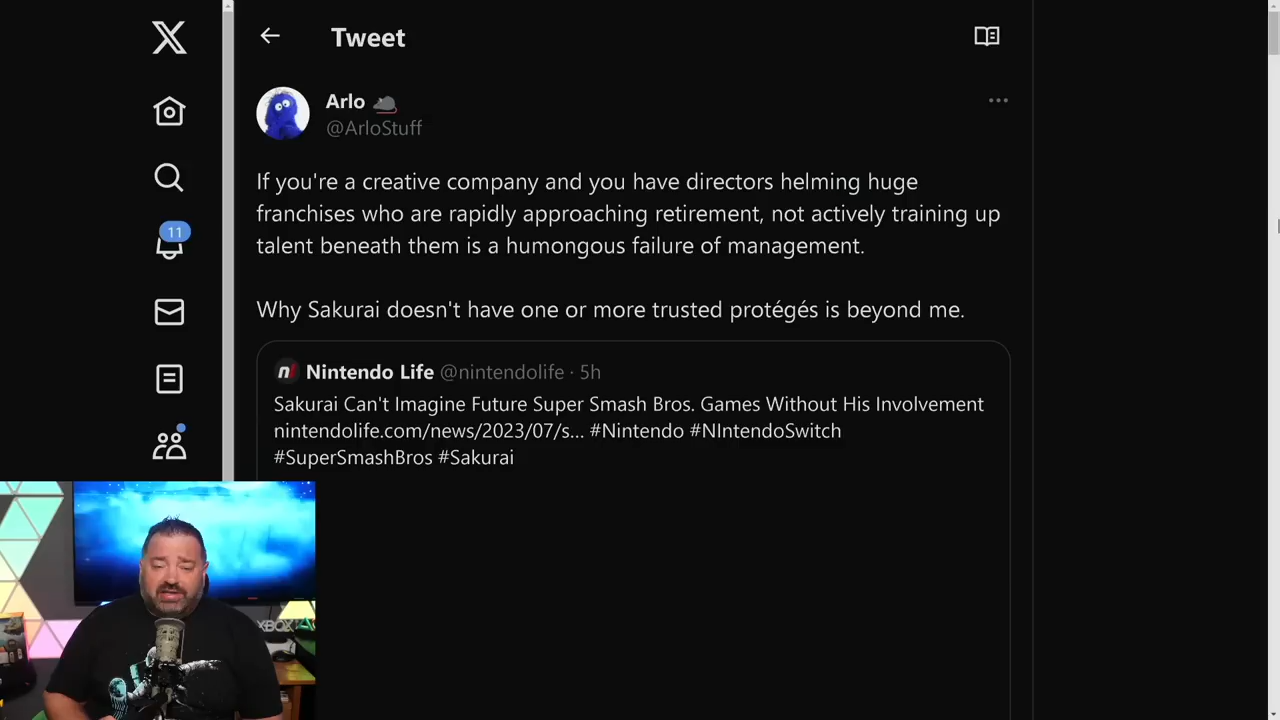 Tweet
Arlo
@ArloStuff
If you're a creative company and you have directors helming huge
franchises who are rapidly approaching retirement, not actively training up
talent beneath them is a humongous failure of management.
Why Sakurai doesn't have one or more trusted protégés is beyond me.
11
Nintendo Life @nintendolife · 5h
Sakurai Can't Imagine Future Super Smash Bros. Games Without His Involvement
nintendolife.com/news/2023/07/s... #Nintendo #NIntendoSwitch
#SuperSmashBros #Sakurai
XBOX